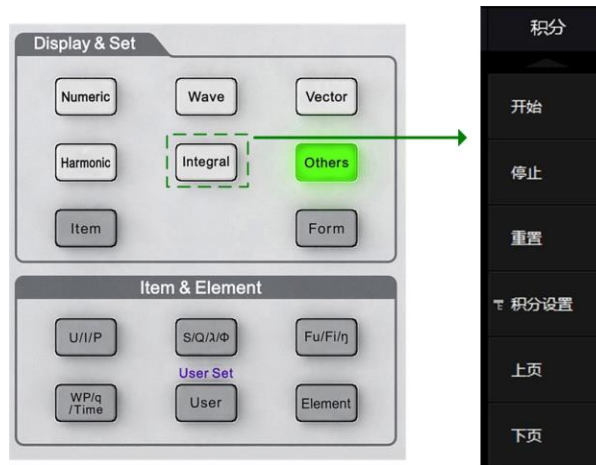 Display & Set
Numeric
Wave
Vector
Harmonic
Integral
Others
Item
Form
Item & Element
U/I/P
S/Q/λ/Φ
Fu/Fi/η
User Set
WP/q
/Time
User
Element
积分
开始
停止
重置
积分设置
上页
下页